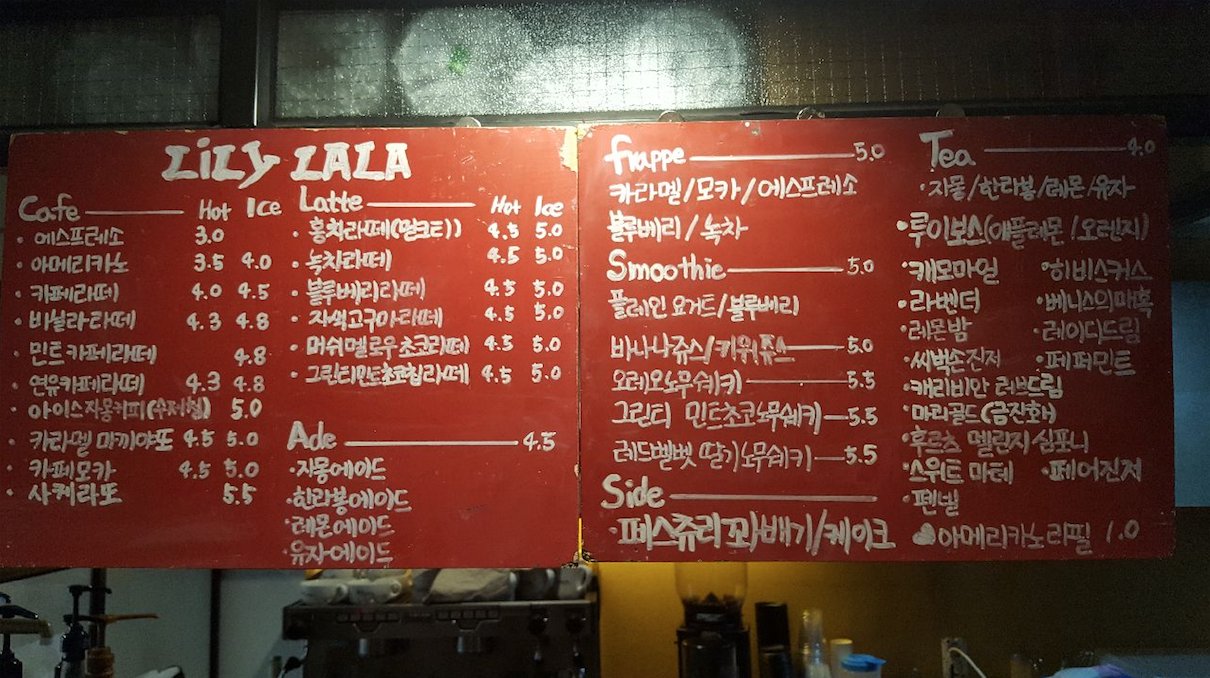 LiLy LALA
Cafe Hot Ice
· 에스프레소 3.0
· 아메리카노 3.5 4.0
· 카페라떼 4.0 4.5
· 바닐라라떼 4.3 4.8
· 민트카페라떼 4.8
· 연유카페라떼 4.3 4.8
· 아이스자몽커피(수제청) 5.0
· 카라멜 마끼야또 4.5 5.0
· 카페모카 4.5 5.0
· 사케라또 5.5
Latte Hot Ice
· 홍차라떼(밀크티) 4.5 5.0
· 녹차라떼 4.5 5.0
· 블루베리라떼 4.5 5.0
· 자색고구마라떼 4.5 5.0
· 머쉬멜로우초코라떼 4.5 5.0
· 그린티민트초코칩라떼 4.5 5.0
Ade 4.5
·자몽에이드
·한라봉에이드
·레몬에이드
·유자에이드
frappe 5.0
카라멜/모카/에스프레소
블루베리/녹차
Smoothie 5.0
플레인요거트/블루베리
바나나쥬스/키위쥬스 5.0
오레오노무쉬키 5.5
그린티 민트초코노무쉬키 5.5
레드벨벳 딸기노무쉬키 5.5
Side
·페스츄리꽈배기/케이크
Tea 4.0
·자몽/한라봉/레몬/유자
·루이보스(애플레몬/오렌지)
·캐모마일 ·히비스커스
·라벤더 ·베니스의매혹
·레몬밤 ·레이디드림
·씨벅손진저 ·페퍼민트
·캐리비안 러브드림
·마리골드(금잔화)
·후르츠 멜란지 심포니
·스위트 마테 ·페어진저
·펜넬
♥아메리카노리필 1.0